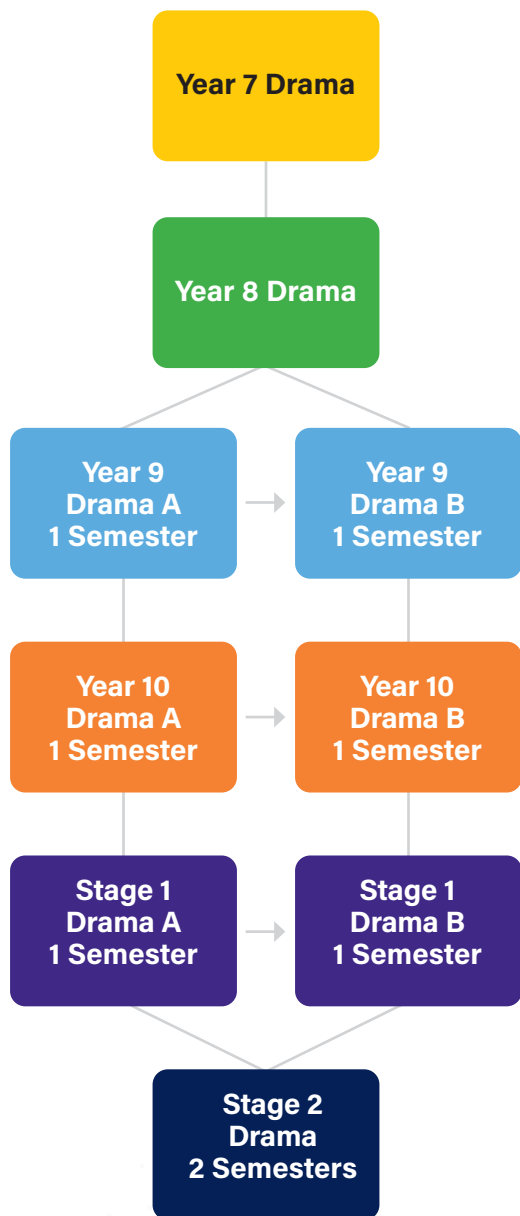 Year 7 Drama
Year 8 Drama
Year 9
Drama A
1 Semester
Year 9
Drama B
1 Semester
Year 10
Drama A
1 Semester
Year 10
Drama B
1 Semester
Stage 1
Drama A
1 Semester
Stage 1
Drama B
1 Semester
Stage 2
Drama
2 Semesters